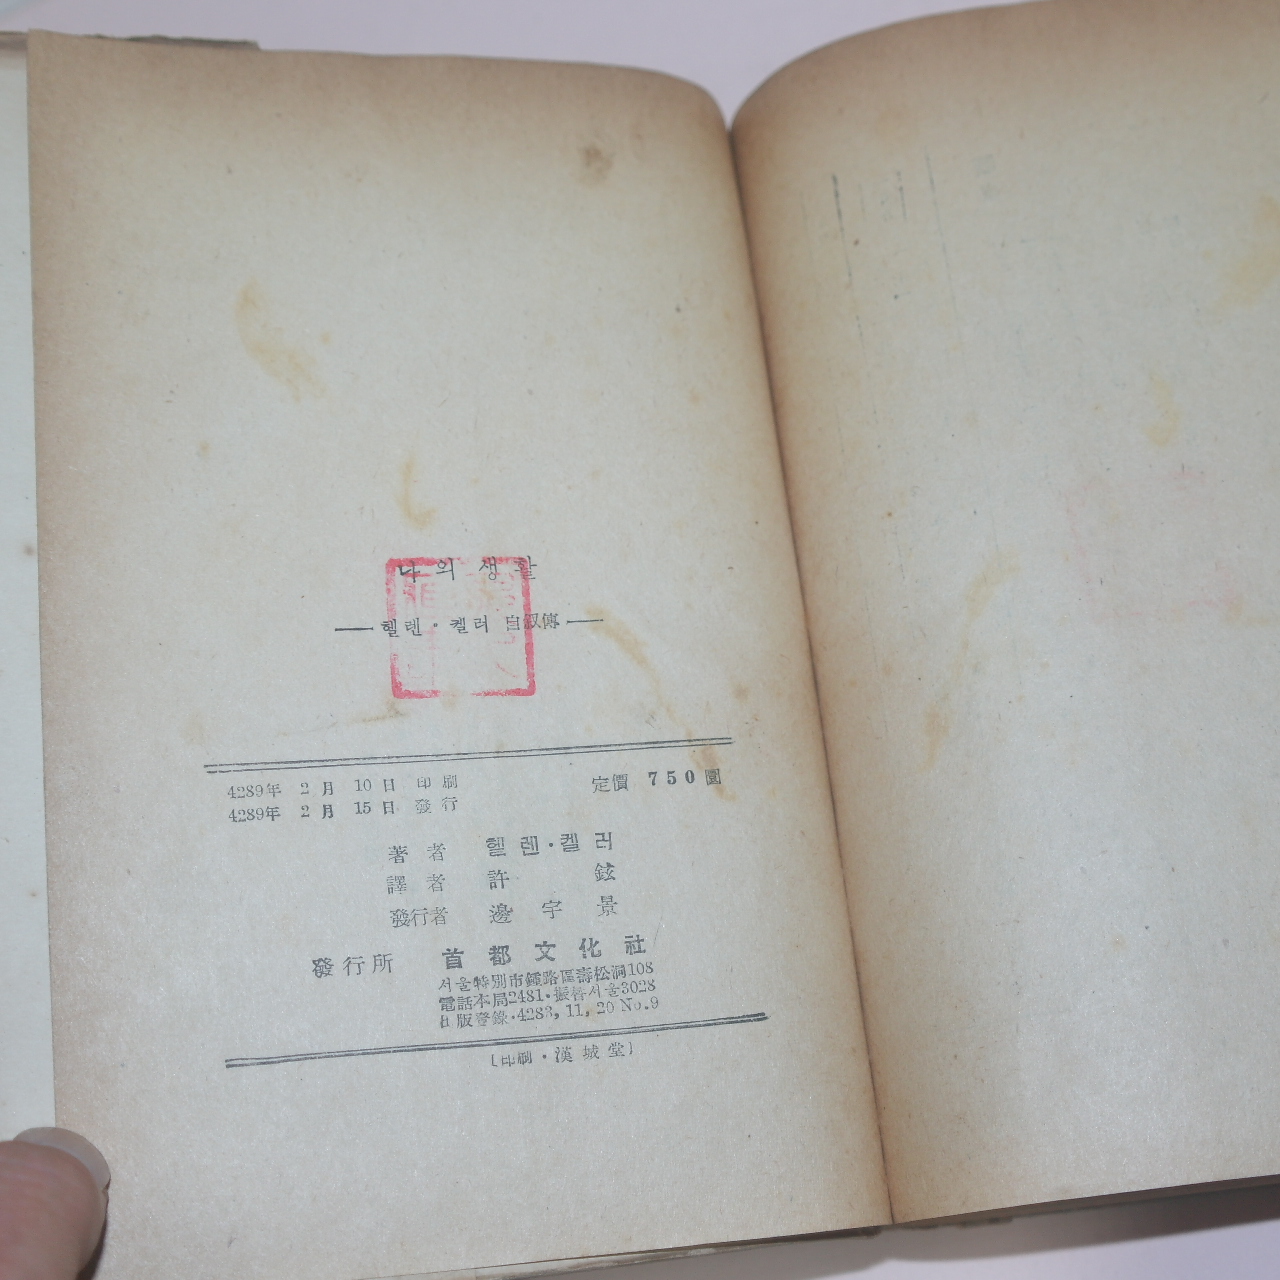 나의 생활
헬렌·켈러 自叙傳
4289年 2月 10日 印刷
4289年 2月 15日 發行
定價 750圜
著者 헬렌·켈러
譯者 許鉉
發行者 邊宇景
發行所 首都文化社
서울特別市鍾路區壽松洞108
電話本局2481·振替서울3028
出版登錄·4283, 11, 20 No.9
[印刷·漢城堂]